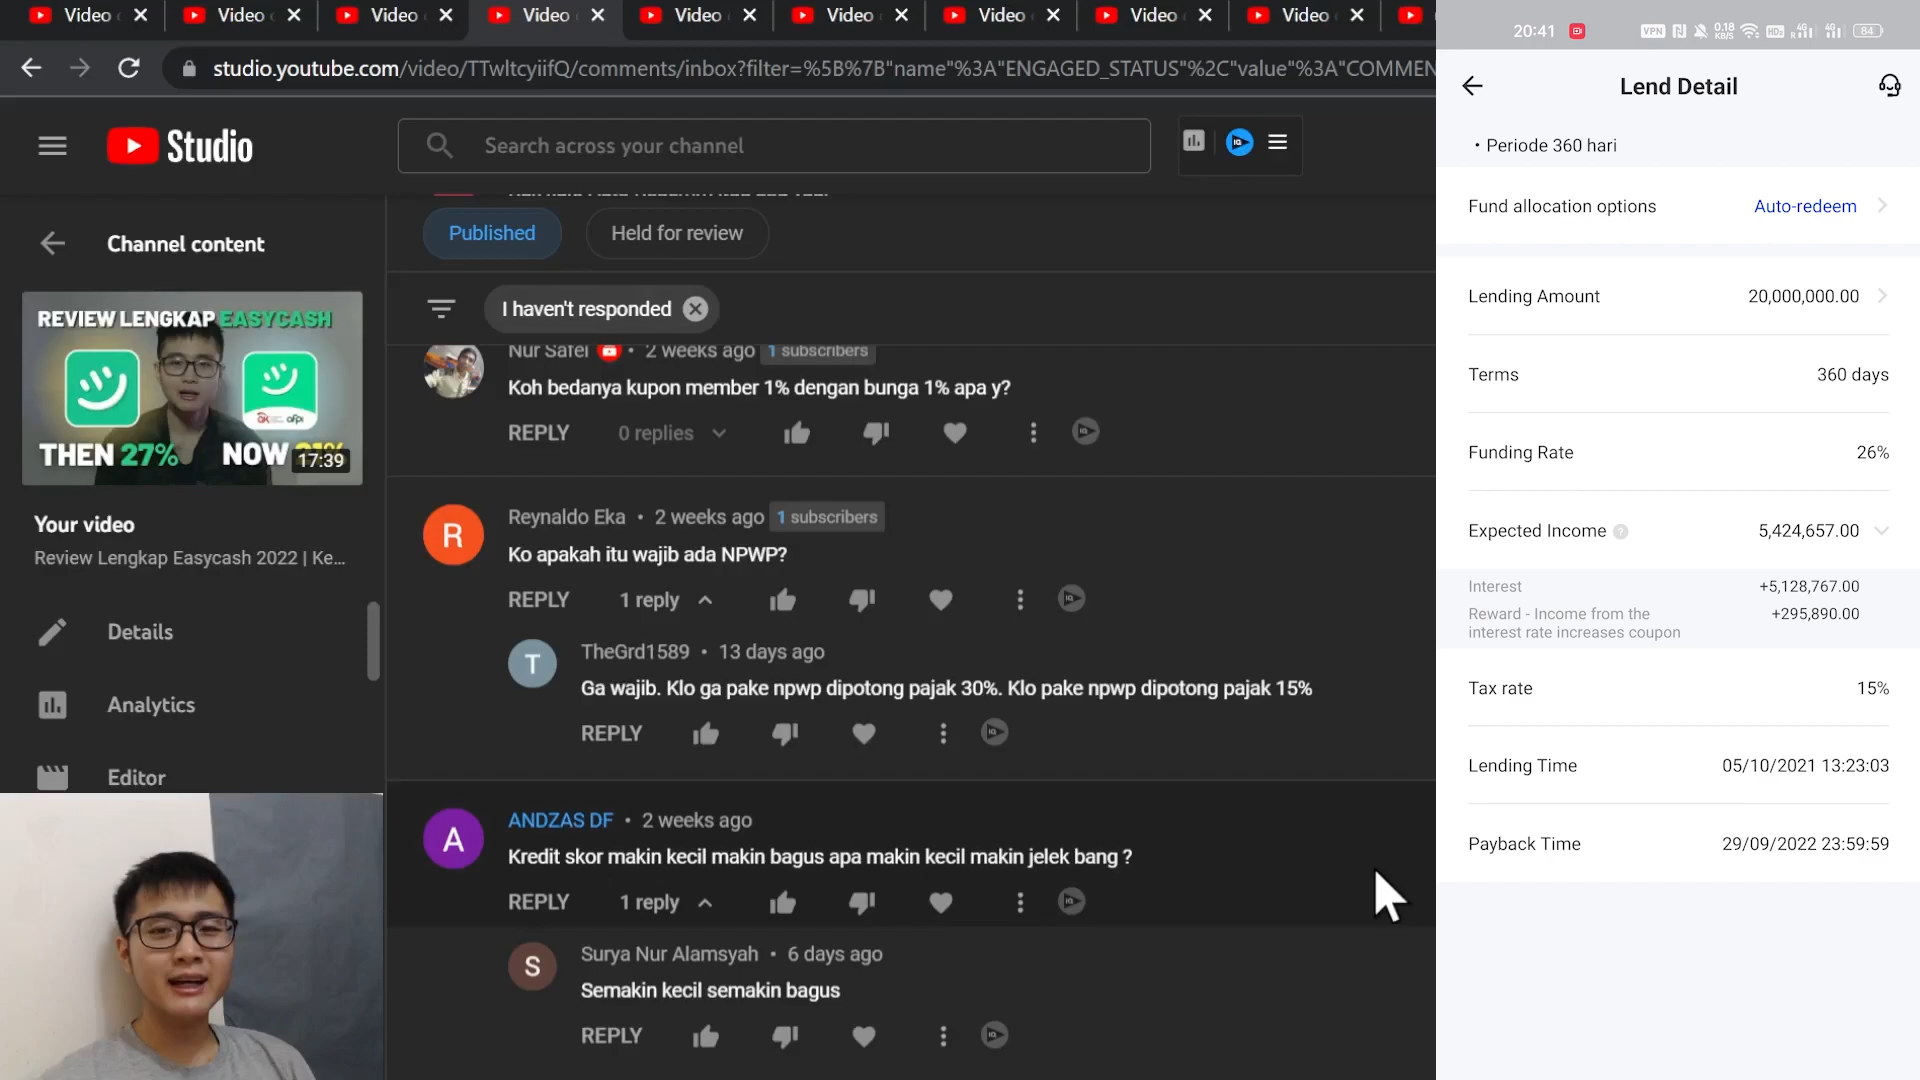 Video
Video
Video
Video
Video
Video
Video
Video
Video
studio.youtube.com/video/TTwltcyiifQ/comments/inbox?filter=%5B%7B"name"%3A"ENGAGED_STATUS"%2C"value"%3A"COMMEN
Studio
Search across your channel
Channel content
REVIEW LENGKAP EASYCASH
THEN 27%
NOW
17:39
Your video
Review Lengkap Easycash 2022 | Ke...
Details
Analytics
Editor
Published
Held for review
I haven't responded
Nur Safei • 2 weeks ago 1 subscribers
Koh bedanya kupon member 1% dengan bunga 1% apa y?
REPLY 0 replies
Reynaldo Eka • 2 weeks ago 1 subscribers
Ko apakah itu wajib ada NPWP?
REPLY 1 reply
TheGrd1589 • 13 days ago
Ga wajib. Klo ga pake npwp dipotong pajak 30%. Klo pake npwp dipotong pajak 15%
REPLY
ANDZAS DF • 2 weeks ago
Kredit skor makin kecil makin bagus apa makin kecil makin jelek bang ?
REPLY 1 reply
Surya Nur Alamsyah • 6 days ago
Semakin kecil semakin bagus
REPLY
20:41
VPN
0.18 KB/S
HD
4G
4G
84
Lend Detail
• Periode 360 hari
Fund allocation options Auto-redeem
Lending Amount 20,000,000.00
Terms 360 days
Funding Rate 26%
Expected Income 5,424,657.00
Interest +5,128,767.00
Reward - Income from the +295,890.00
interest rate increases coupon
Tax rate 15%
Lending Time 05/10/2021 13:23:03
Payback Time 29/09/2022 23:59:59